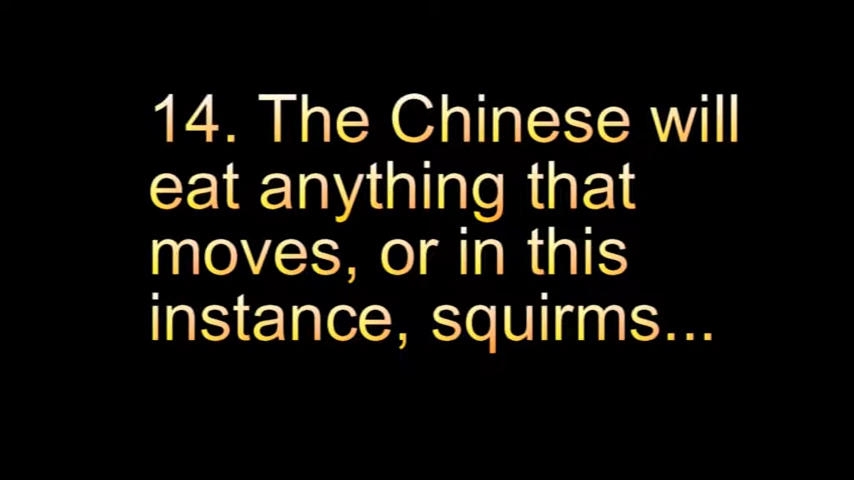 14. The Chinese will
eat anything that
moves, or in this
instance, squirms...